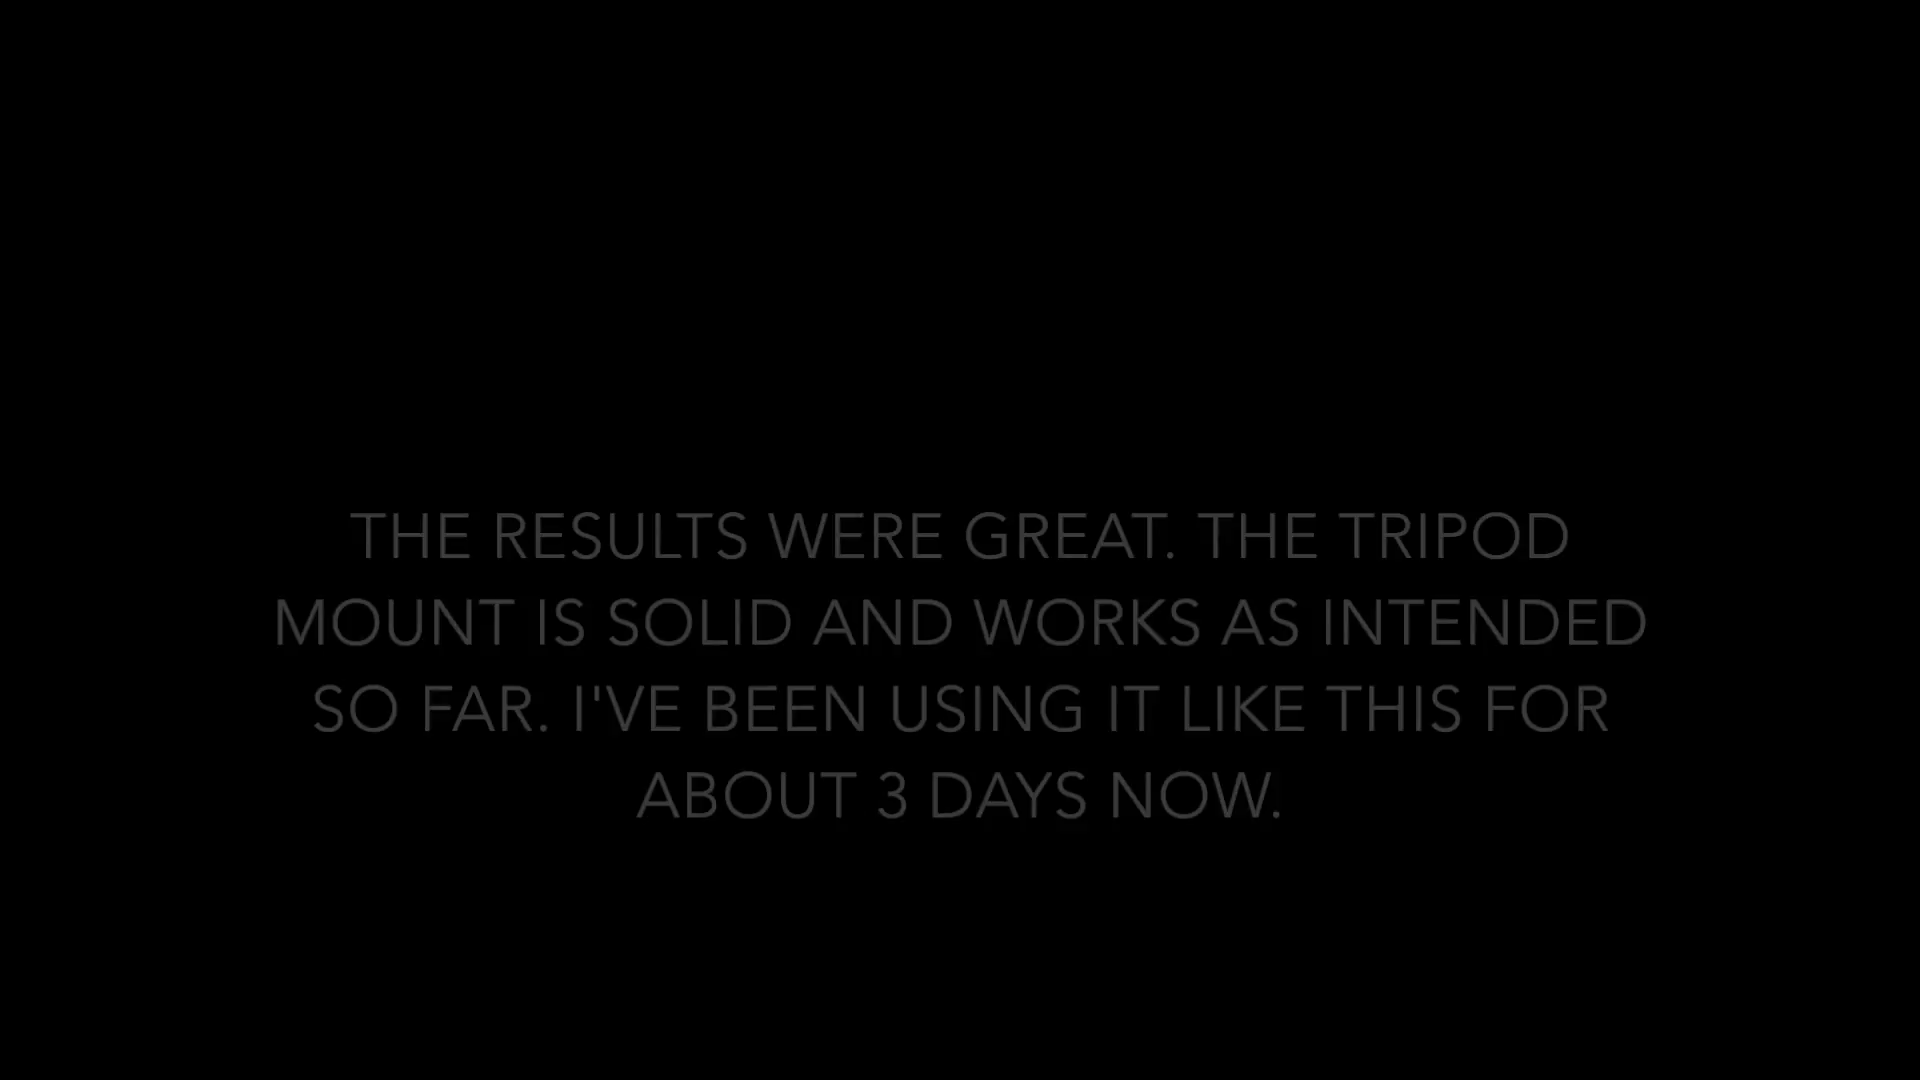 THE RESULTS WERE GREAT. THE TRIPOD
MOUNT IS SOLID AND WORKS AS INTENDED
SO FAR. I'VE BEEN USING IT LIKE THIS FOR
ABOUT 3 DAYS NOW.